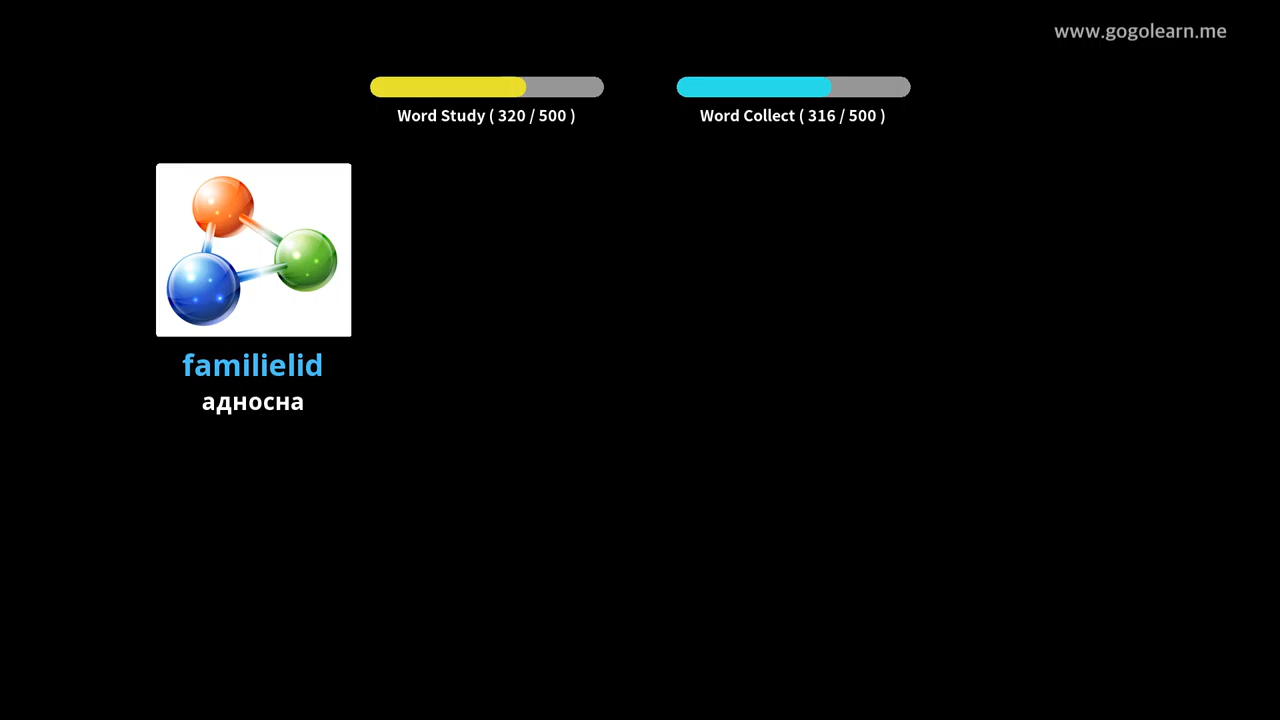 www.gogolearn.me
Word Study ( 320 / 500 )
Word Collect ( 316 / 500 )
familielid
адносна